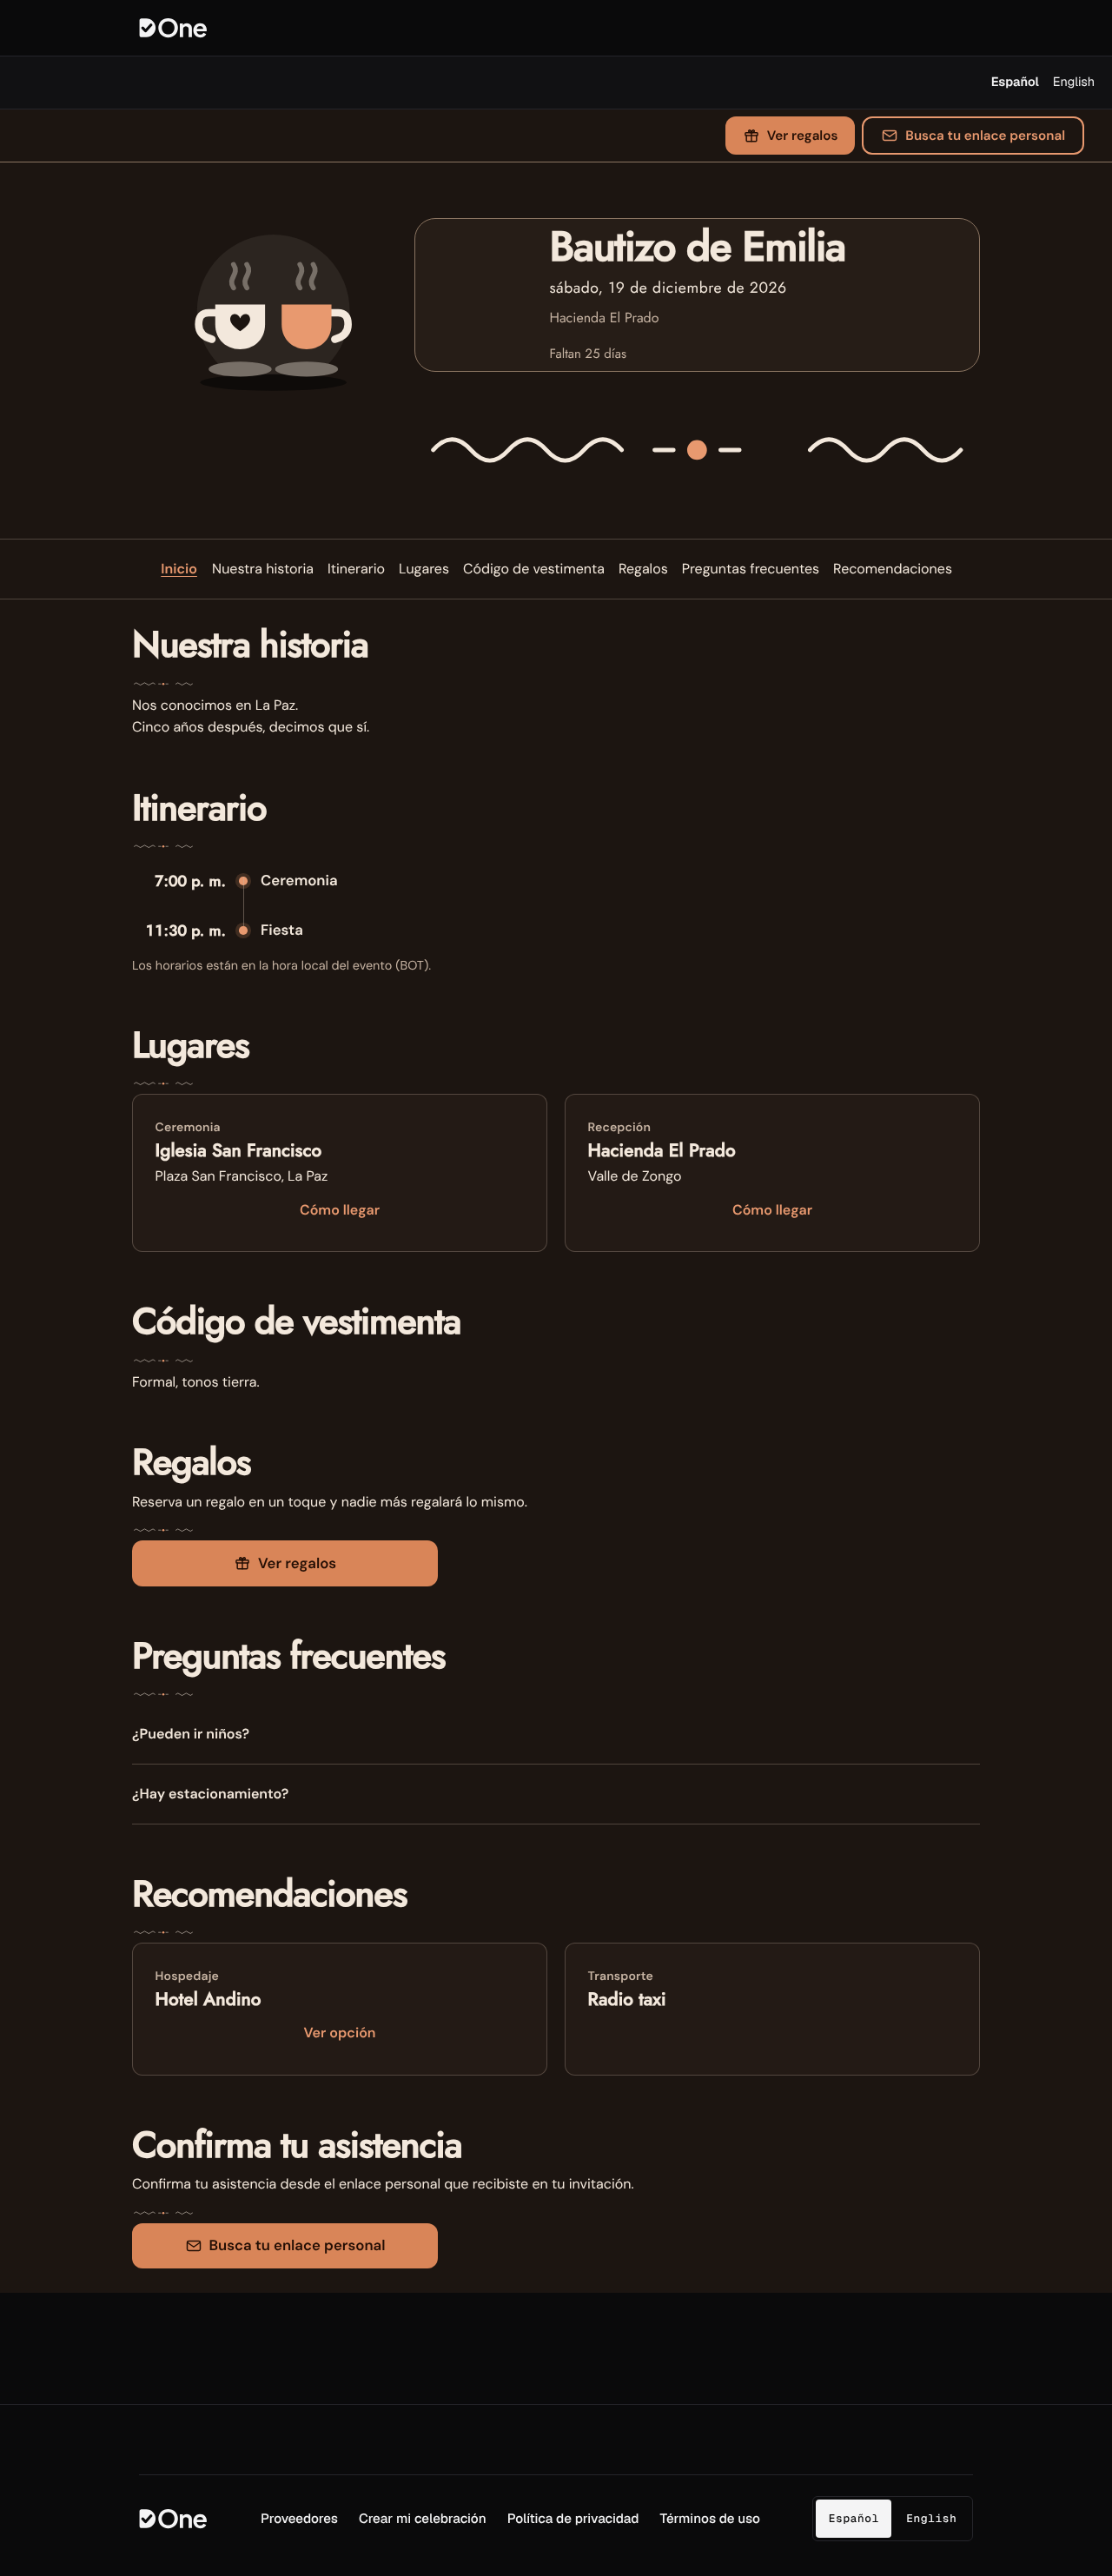 DOne
Español English
Ver regalos Busca tu enlace personal
Bautizo de Emilia
sábado, 19 de diciembre de 2026
Hacienda El Prado
Faltan 25 días
Inicio Nuestra historia Itinerario Lugares Código de vestimenta Regalos Preguntas frecuentes Recomendaciones
Nuestra historia
Nos conocimos en La Paz.
Cinco años después, decimos que sí.
Itinerario
7:00 p. m. Ceremonia
11:30 p. m. Fiesta
Los horarios están en la hora local del evento (BOT).
Lugares
Ceremonia
Iglesia San Francisco
Plaza San Francisco, La Paz
Cómo llegar
Recepción
Hacienda El Prado
Valle de Zongo
Cómo llegar
Código de vestimenta
Formal, tonos tierra.
Regalos
Reserva un regalo en un toque y nadie más regalará lo mismo.
Ver regalos
Preguntas frecuentes
¿Pueden ir niños?
¿Hay estacionamiento?
Recomendaciones
Hospedaje
Hotel Andino
Ver opción
Transporte
Radio taxi
Confirma tu asistencia
Confirma tu asistencia desde el enlace personal que recibiste en tu invitación.
Busca tu enlace personal
DOne Proveedores Crear mi celebración Política de privacidad Términos de uso Español English